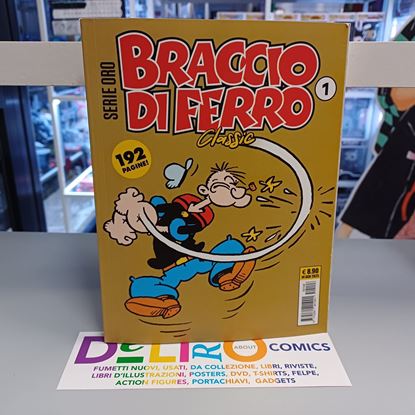 SERIE ORO
BRACCIO
DI FERRO
1
classic
192
PAGINE!
€ 8.90
DELIRO ABOUT COMICS
FUMETTI NUOVI, USATI, DA COLLEZIONE, LIBRI, RIVISTE,
LIBRI D'ILLUSTRAZIONI, POSTERS, DVD, T-SHIRTS, FELPE,
ACTION FIGURES, PORTACHIAVI, GADGETS